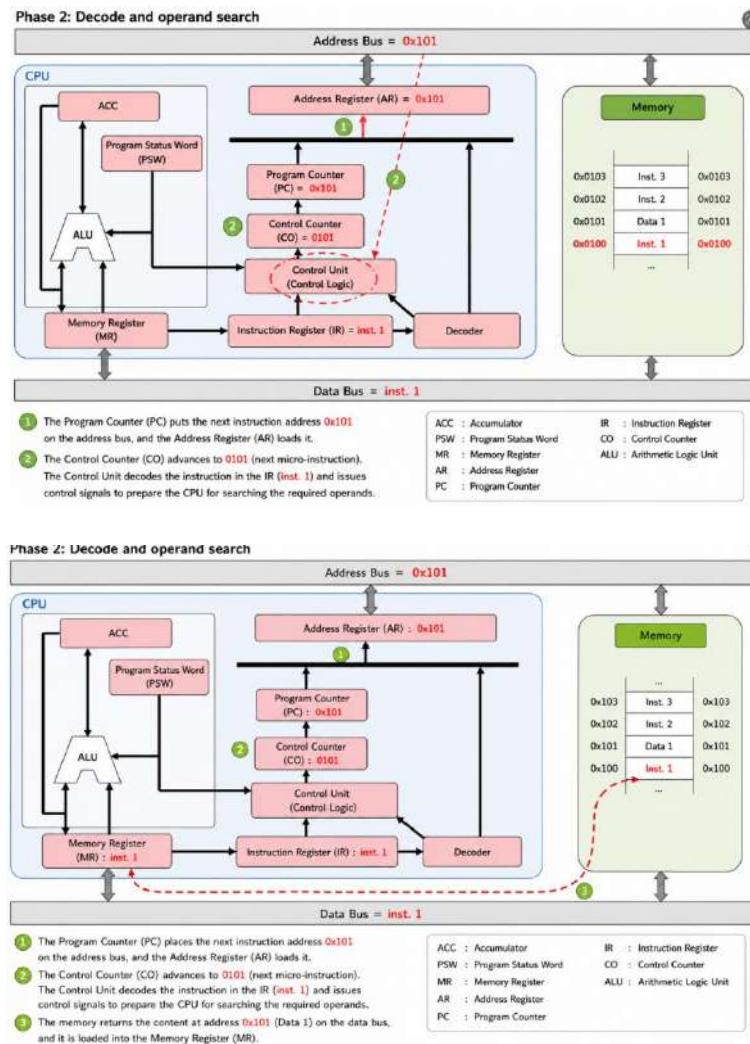 Phase 2: Decode and operand search
Address Bus = 0x101
CPU
ACC
Program Status Word
(PSW)
ALU
Memory Register
(MR)
Address Register (AR) = 0x101
1
Program Counter
(PC) = 0x101
2
2
Control Counter
(CO) = 0101
Control Unit
(Control Logic)
Instruction Register (IR) = inst. 1
Decoder
Memory
...
0x0103 Inst. 3 0x0103
0x0102 Inst. 2 0x0102
0x0101 Data 1 0x0101
0x0100 Inst. 1 0x0100
...
Data Bus = inst. 1
1 The Program Counter (PC) puts the next instruction address 0x101
on the address bus, and the Address Register (AR) loads it.
2 The Control Counter (CO) advances to 0101 (next micro-instruction).
The Control Unit decodes the instruction in the IR (inst. 1) and issues
control signals to prepare the CPU for searching the required operands.
ACC : Accumulator
PSW : Program Status Word
MR : Memory Register
AR : Address Register
PC : Program Counter
IR : Instruction Register
CO : Control Counter
ALU : Arithmetic Logic Unit
Phase 2: Decode and operand search
Address Bus = 0x101
CPU
ACC
Program Status Word
(PSW)
ALU
Memory Register
(MR) : inst. 1
Address Register (AR) : 0x101
1
Program Counter
(PC) : 0x101
2
Control Counter
(CO) : 0101
Control Unit
(Control Logic)
Instruction Register (IR) : inst. 1
Decoder
Memory
...
0x103 Inst. 3 0x103
0x102 Inst. 2 0x102
0x101 Data 1 0x101
0x100 Inst. 1 0x100
...
3
Data Bus = inst. 1
1 The Program Counter (PC) places the next instruction address 0x101
on the address bus, and the Address Register (AR) loads it.
2 The Control Counter (CO) advances to 0101 (next micro-instruction).
The Control Unit decodes the instruction in the IR (inst. 1) and issues
control signals to prepare the CPU for searching the required operands.
3 The memory returns the content at address 0x101 (Data 1) on the data bus,
and it is loaded into the Memory Register (MR).
ACC : Accumulator
PSW : Program Status Word
MR : Memory Register
AR : Address Register
PC : Program Counter
IR : Instruction Register
CO : Control Counter
ALU : Arithmetic Logic Unit